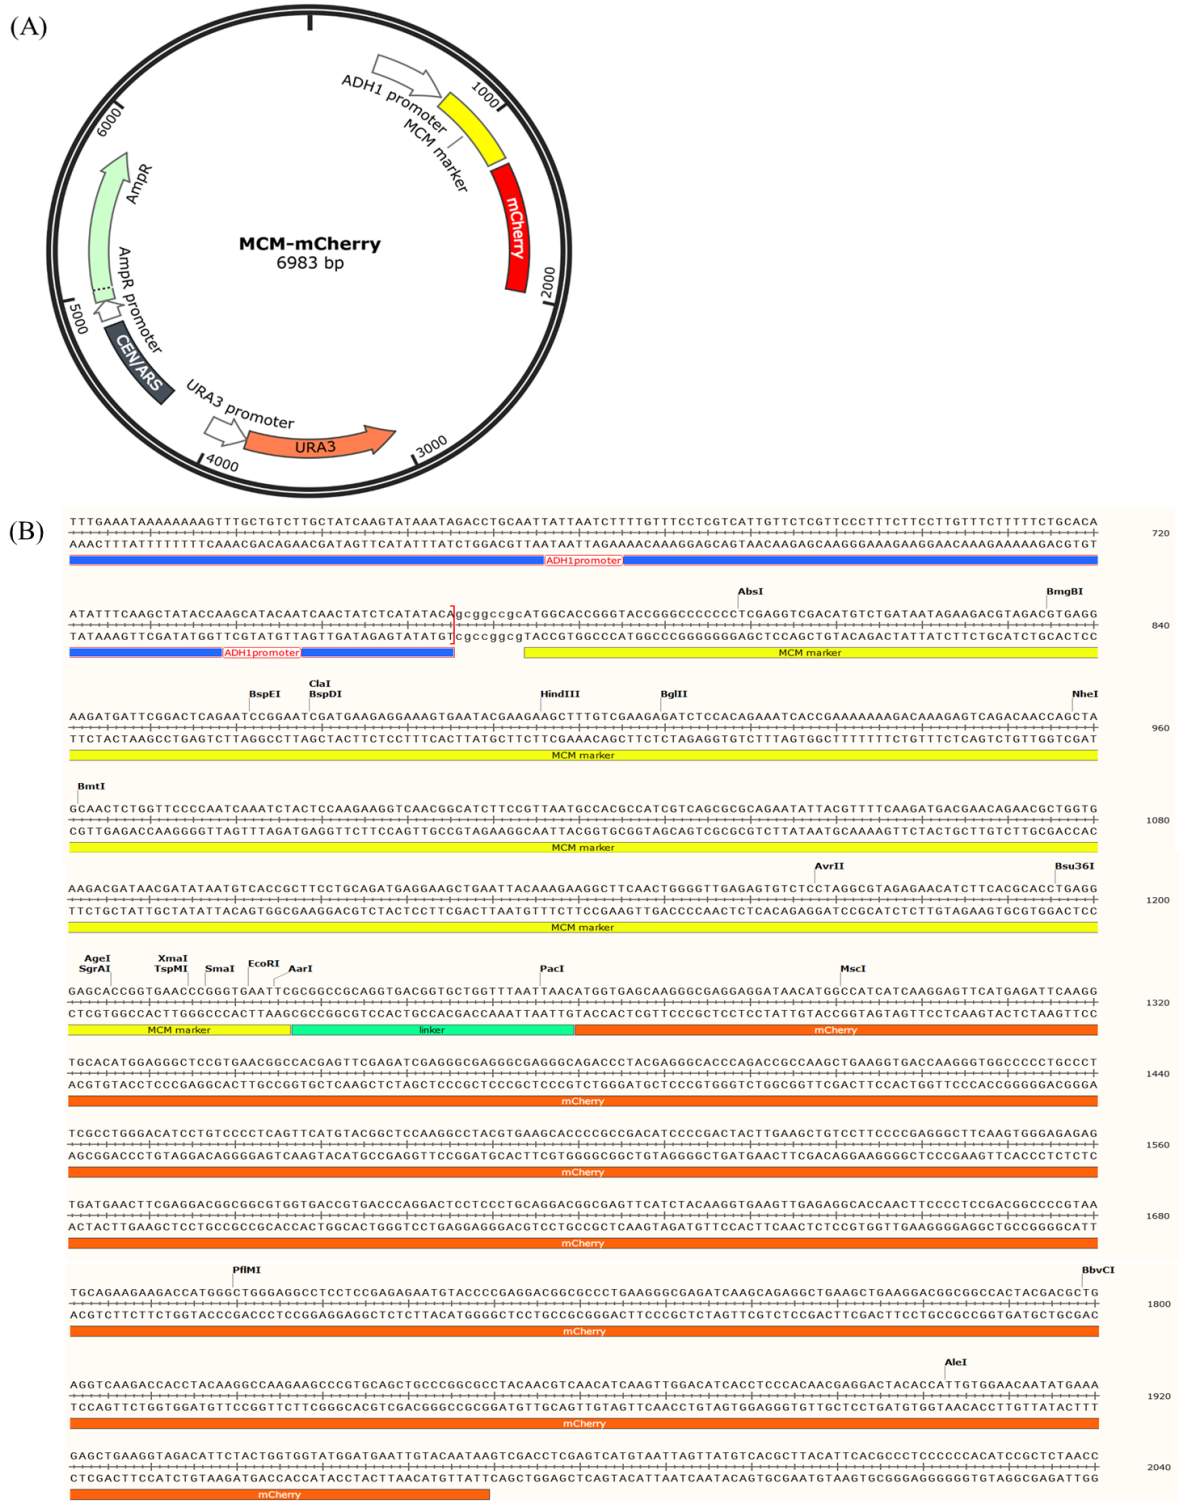 (A)
ADH1 promoter
MCM marker
mCherry
1000
2000
3000
4000
5000
6000
AmpR
AmpR promoter
CEN/ARS
URA3 promoter
URA3
MCM-mCherry
6983 bp
(B)
TTTGAAATAAAAAAAAGTTTGCTGTCTTGCTATCAAGTATAAATAGACCTGCAATTATTAATCTTTTGTTTCCTCGTCATTGTTCTCGTTCCCTTTCTTCCTTGTTTCTTTTTCTGCACA
720
AAACTTTATTTTTTTTCAAACGACAGAACGATAGTTCATATTTATCTGGACGTTAATAATTAGAAAACAAAGGAGCAGTAACAAGAGCAAGGGAAAGAAGGAACAAAGAAAAAGACGTGT
ADH1promoter
AbsI BmgBI
ATATTTCAAGCTATACCAAGCATACAATCAACTATCTCATATACAgcggccgcATGGCACCGGGTACCGGGCCCCCCCTCGAGGTCGACATGTCTGATAATAGAAGACGTAGACGTGAGG
840
TATAAAGTTCGATATGGTTCGTATGTTAGTTGATAGAGTATATGTcgccggcgTACCGTGGCCCATGGCCCGGGGGGGAGCTCCAGCTGTACAGACTATTATCTTCTGCATCTGCACTCC
ADH1promoter MCM marker
ClaI
BspEI BspDI HindIII BglII NheI
AAGATGATTCGGACTCAGAATCCGGAATCGATGAAGAGGAAAGTGAATACGAAGAAGCTTTGTCGAAGAGATCTCCACAGAAATCACCGAAAAAAAGACAAAGAGTCAGACAACCAGCTA
960
TTCTACTAAGCCTGAGTCTTAGGCCTTAGCTACTTCTCCTTTCACTTATGCTTCTTCGAAACAGCTTCTCTAGAGGTGTCTTTAGTGGCTTTTTTTCTGTTTCTCAGTCTGTTGGTCGAT
MCM marker
BmtI
GCAACTCTGGTTCCCCAATCAAATCTACTCCAAGAAGGTCAACGGCATCTTCCGTTAATGCCACGCCATCGTCAGCGCGCAGAATATTACGTTTTCAAGATGACGAACAGAACGCTGGTG
1080
CGTTGAGACCAAGGGGTTAGTTTAGATGAGGTTCTTCCAGTTGCCGTAGAAGGCAATTACGGTGCGGTAGCAGTCGCGCGTCTTATAATGCAAAAGTTCTACTGCTTGTCTTGCGACCAC
MCM marker
AvrII Bsu36I
AAGACGATAACGATATAATGTCACCGCTTCCTGCAGATGAGGAAGCTGAATTACAAAGAAGGCTTCAACTGGGGTTGAGAGTGTCTCCTAGGCGTAGAGAACATCTTCACGCACCTGAGG
1200
TTCTGCTATTGCTATATTACAGTGGCGAAGGACGTCTACTCCTTCGACTTAATGTTTCTTCCGAAGTTGACCCCAACTCTCACAGAGGATCCGCATCTCTTGTAGAAGTGCGTGGACTCC
MCM marker
AgeI XmaI
SgrAI TspMI SmaI EcoRI AarI PacI MscI
GAGCACCGGTGAACCCGGGTGAATTCGCGGCCGCAGGTGACGGTGCTGGTTTAATTAACATGGTGAGCAAGGGCGAGGAGGATAACATGGCCATCATCAAGGAGTTCATGAGATTCAAGG
1320
CTCGTGGCCACTTGGGCCCACTTAAGCGCCGGCGTCCACTGCCACGACCAAATTAATTGTACCACTCGTTCCCGCTCCTCCTATTGTACCGGTAGTAGTTCCTCAAGTACTCTAAGTTCC
MCM marker linker mCherry
TGCACATGGAGGGCTCCGTGAACGGCCACGAGTTCGAGATCGAGGGCGAGGGCGAGGGCAGACCCTACGAGGGCACCCAGACCGCCAAGCTGAAGGTGACCAAGGGTGGCCCCCTGCCCT
1440
ACGTGTACCTCCCGAGGCACTTGCCGGTGCTCAAGCTCTAGCTCCCGCTCCCGCTCCCGTCTGGGATGCTCCCGTGGGTCTGGCGGTTCGACTTCCACTGGTTCCCACCGGGGGACGGGA
mCherry
TCGCCTGGGACATCCTGTCCCCTCAGTTCATGTACGGCTCCAAGGCCTACGTGAAGCACCCCGCCGACATCCCCGACTACTTGAAGCTGTCCTTCCCCGAGGGCTTCAAGTGGGAGAGAG
1560
AGCGGACCCTGTAGGACAGGGGAGTCAAGTACATGCCGAGGTTCCGGATGCACTTCGTGGGGCGGCTGTAGGGGCTGATGAACTTCGACAGGAAGGGGCTCCCGAAGTTCACCCTCTCTC
mCherry
TGATGAACTTCGAGGACGGCGGCGTGGTGACCGTGACCCAGGACTCCTCCCTGCAGGACGGCGAGTTCATCTACAAGGTGAAGTTGAGAGGCACCAACTTCCCCTCCGACGGCCCCGTAA
1680
ACTACTTGAAGCTCCTGCCGCCGCACCACTGGCACTGGGTCCTGAGGAGGGACGTCCTGCCGCTCAAGTAGATGTTCCACTTCAACTCTCCGTGGTTGAAGGGGAGGCTGCCGGGGCATT
mCherry
PflMI BbvCI
TGCAGAAGAAGACCATGGGCTGGGAGGCCTCCTCCGAGAGAATGTACCCCGAGGACGGCGCCCTGAAGGGCGAGATCAAGCAGAGGCTGAAGCTGAAGGACGGCGGCCACTACGACGCTG
1800
ACGTCTTCTTCTGGTACCCGACCCTCCGGAGGAGGCTCTCTTACATGGGGCTCCTGCCGCGGGACTTCCCGCTCTAGTTCGTCTCCGACTTCGACTTCCTGCCGCCGGTGATGCTGCGAC
mCherry
AleI
AGGTCAAGACCACCTACAAGGCCAAGAAGCCCGTGCAGCTGCCCGGCGCCTACAACGTCAACATCAAGTTGGACATCACCTCCCACAACGAGGACTACACCATTGTGGAACAATATGAAA
1920
TCCAGTTCTGGTGGATGTTCCGGTTCTTCGGGCACGTCGACGGGCCGCGGATGTTGCAGTTGTAGTTCAACCTGTAGTGGAGGGTGTTGCTCCTGATGTGGTAACACCTTGTTATACTTT
mCherry
GAGCTGAAGGTAGACATTCTACTGGTGGTATGGATGAATTGTACAATAAGTCGACCTCGAGTCATGTAATTAGTTATGTCACGCTTACATTCACGCCCTCCCCCCACATCCGCTCTAACC
2040
CTCGACTTCCATCTGTAAGATGACCACCATACCTACTTAACATGTTATTCAGCTGGAGCTCAGTACATTAATCAATACAGTGCGAATGTAAGTGCGGGAGGGGGGTGTAGGCGAGATTGG
mCherry